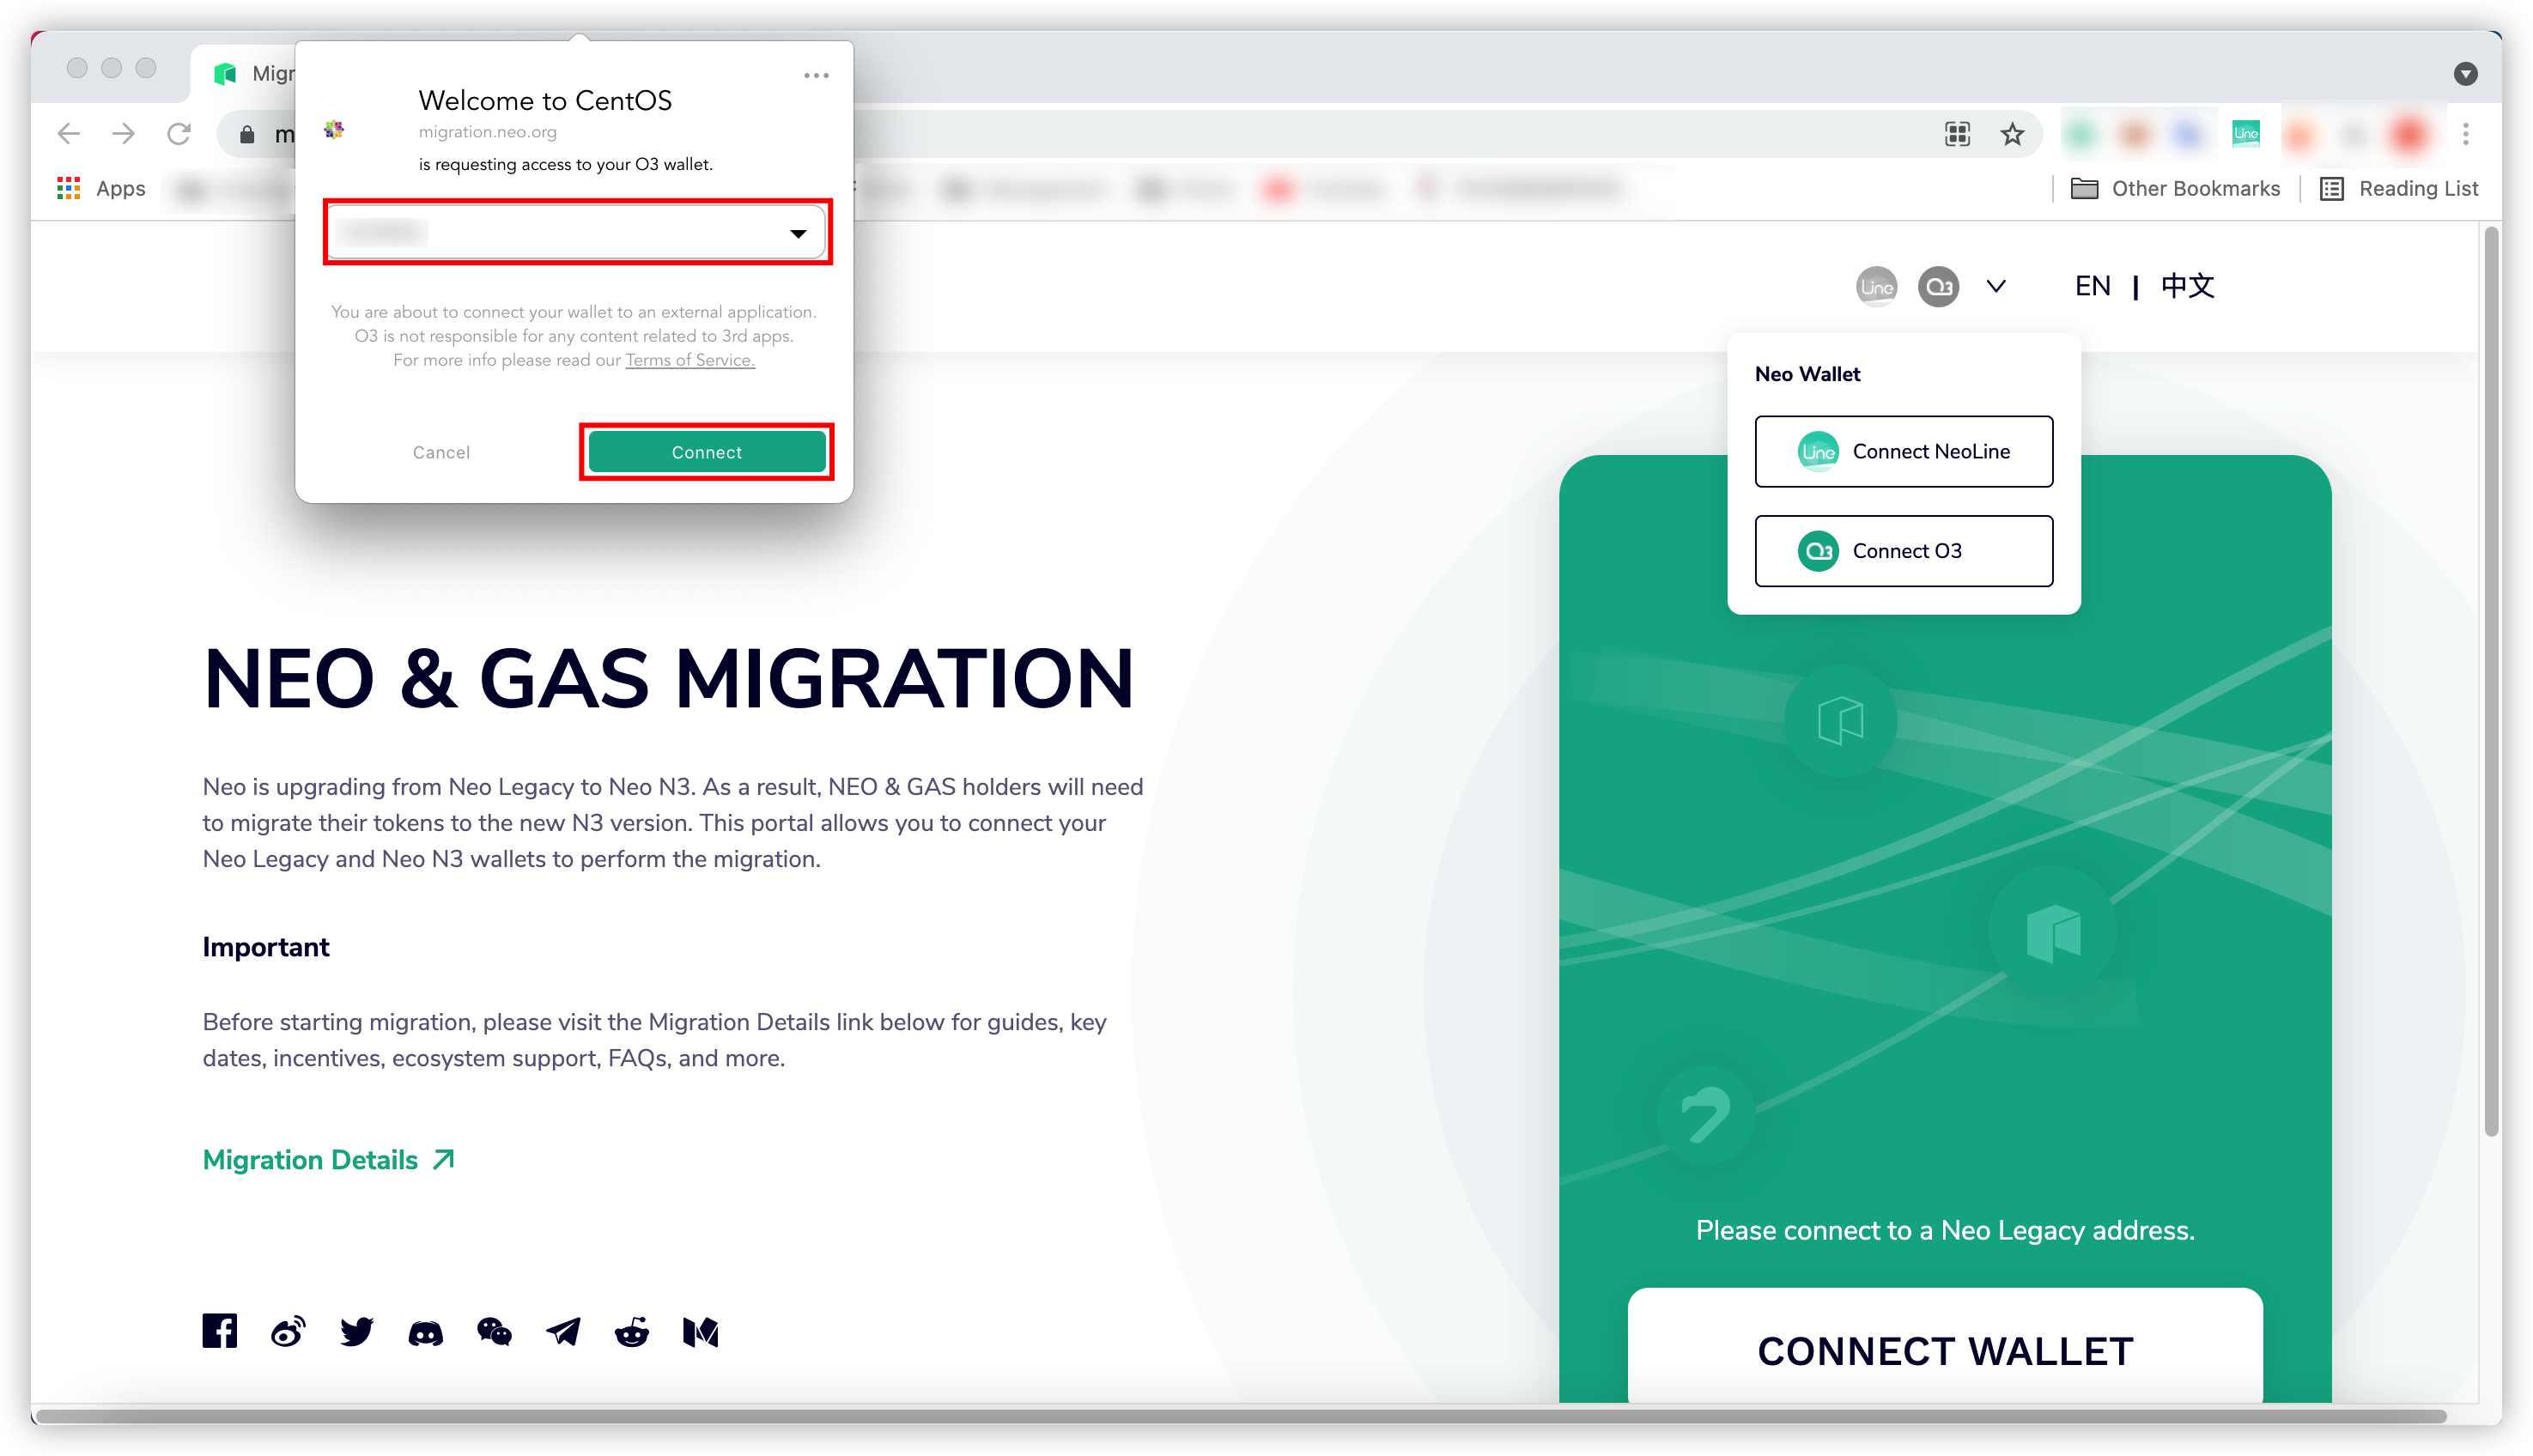 Migr
Welcome to CentOS
migration.neo.org
is requesting access to your O3 wallet.
m
Line
Apps
Other Bookmarks
Reading List
You are about to connect your wallet to an external application.
O3 is not responsible for any content related to 3rd apps.
For more info please read our Terms of Service.
Cancel
Connect
Line
O3
EN | 中文
Neo Wallet
Line Connect NeoLine
O3 Connect O3
NEO & GAS MIGRATION
Neo is upgrading from Neo Legacy to Neo N3. As a result, NEO & GAS holders will need
to migrate their tokens to the new N3 version. This portal allows you to connect your
Neo Legacy and Neo N3 wallets to perform the migration.
Important
Before starting migration, please visit the Migration Details link below for guides, key
dates, incentives, ecosystem support, FAQs, and more.
Migration Details
Please connect to a Neo Legacy address.
CONNECT WALLET